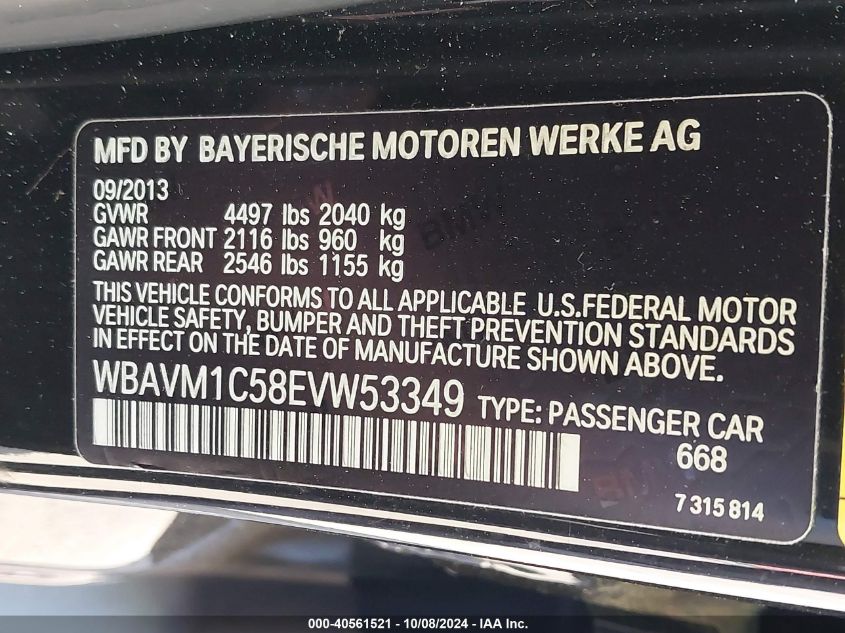 MFD BY BAYERISCHE MOTOREN WERKE AG
09/2013
GVWR 4497 lbs 2040 kg
GAWR FRONT 2116 lbs 960 kg
GAWR REAR 2546 lbs 1155 kg
THIS VEHICLE CONFORMS TO ALL APPLICABLE U.S.FEDERAL MOTOR
VEHICLE SAFETY, BUMPER AND THEFT PREVENTION STANDARDS
IN EFFECT ON THE DATE OF MANUFACTURE SHOWN ABOVE.
WBAVM1C58EVW53349 TYPE: PASSENGER CAR
668
7 315 814
000-40561521 - 10/08/2024 - IAA Inc.